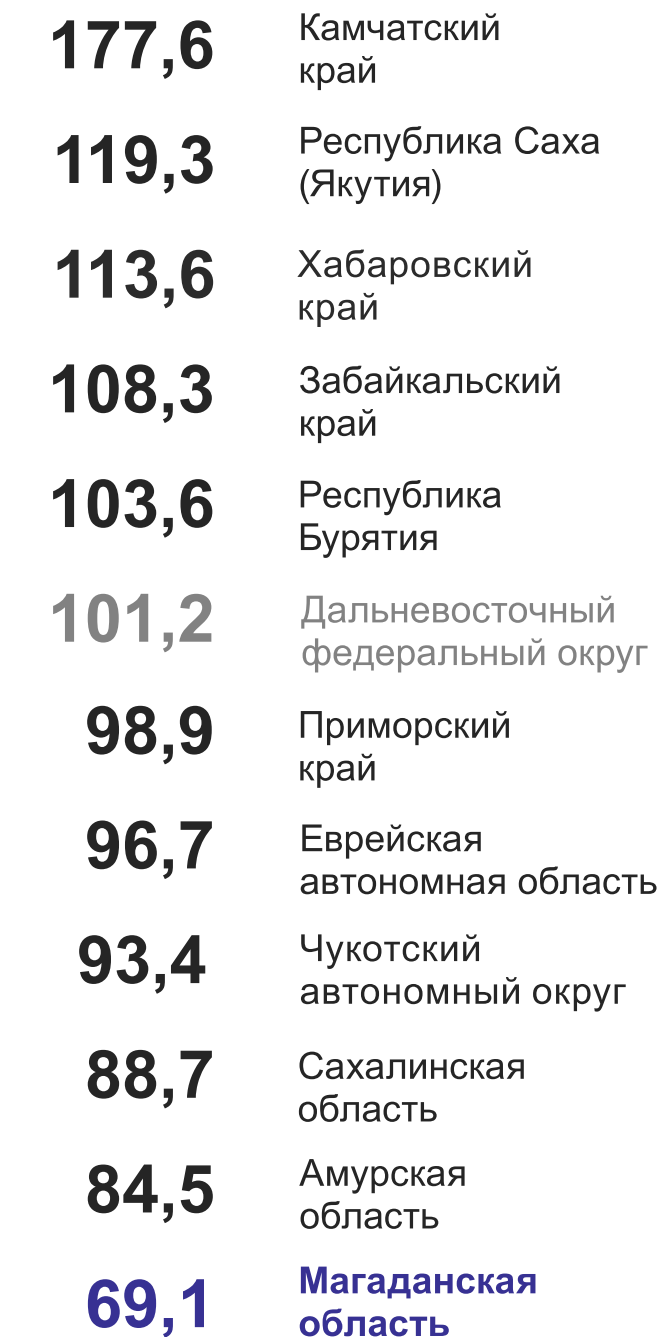 177,6 Камчатский
край
119,3 Республика Саха
(Якутия)
113,6 Хабаровский
край
108,3 Забайкальский
край
103,6 Республика
Бурятия
101,2 Дальневосточный
федеральный округ
98,9 Приморский
край
96,7 Еврейская
автономная область
93,4 Чукотский
автономный округ
88,7 Сахалинская
область
84,5 Амурская
область
69,1 Магаданская
область